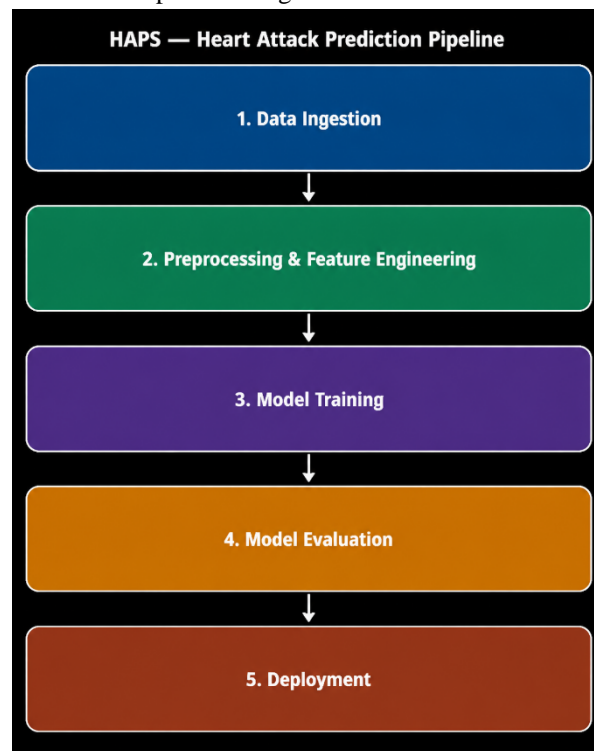 HAPS — Heart Attack Prediction Pipeline
1. Data Ingestion
2. Preprocessing & Feature Engineering
3. Model Training
4. Model Evaluation
5. Deployment